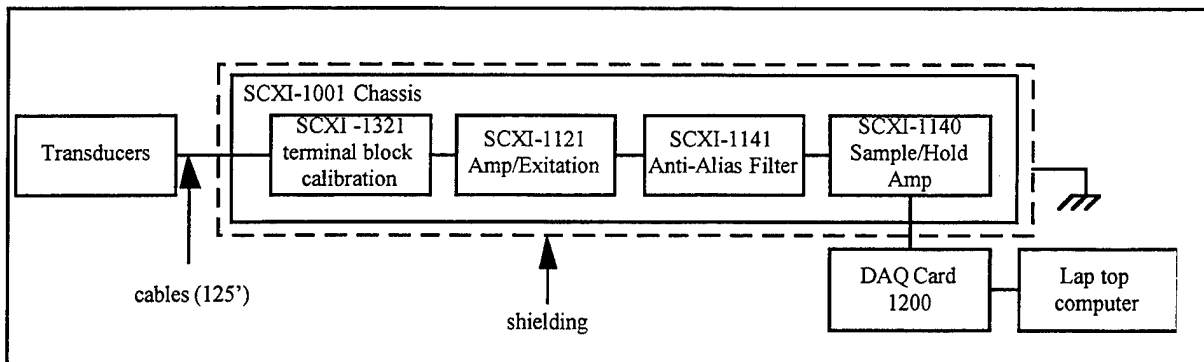 SCXI-1001 Chassis
Transducers
SCXI -1321
terminal block
calibration
SCXI-1121
Amp/Exitation
SCXI-1141
Anti-Alias Filter
SCXI-1140
Sample/Hold
Amp
cables (125')
shielding
DAQ Card
1200
Lap top
computer